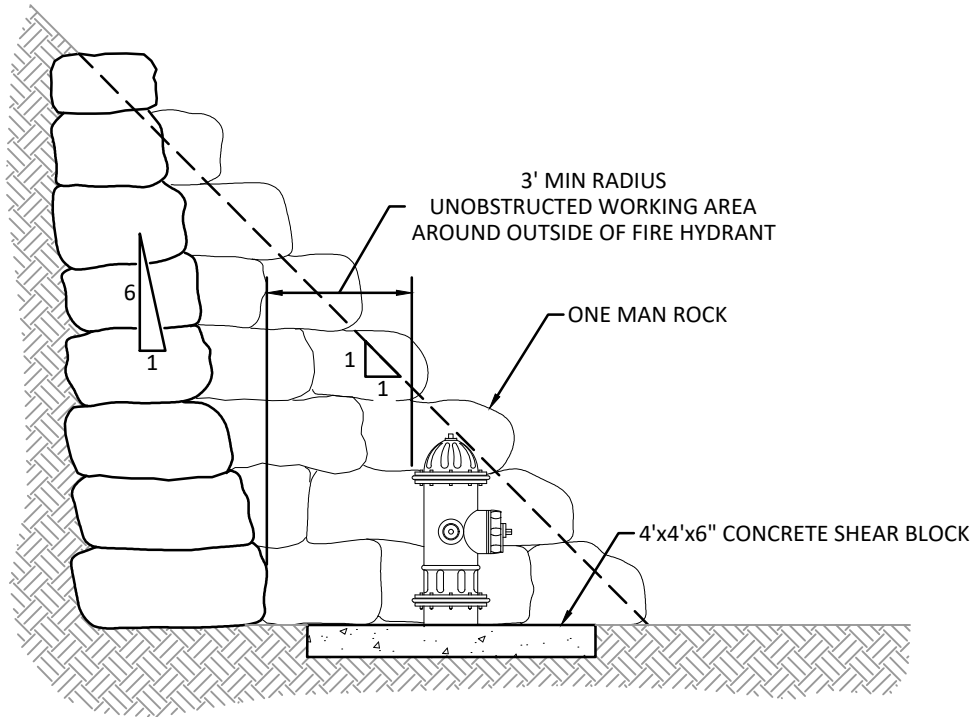 3' MIN RADIUS
UNOBSTRUCTED WORKING AREA
AROUND OUTSIDE OF FIRE HYDRANT
6
1
ONE MAN ROCK
1
1
4'x4'x6" CONCRETE SHEAR BLOCK